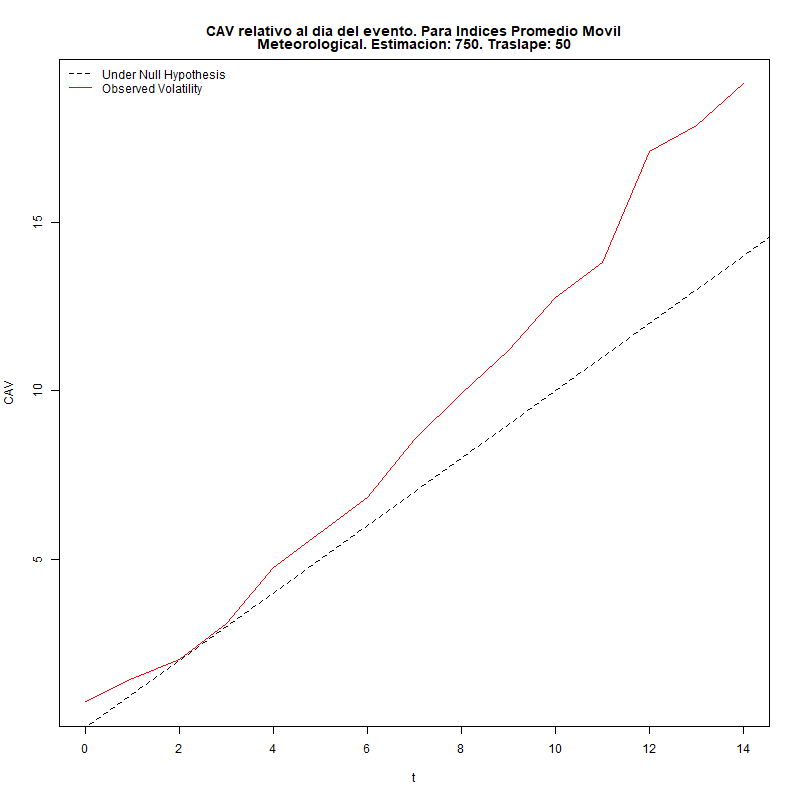 CAV relativo al dia del evento. Para Indices Promedio Movil
Meteorological. Estimacion: 750. Traslape: 50
Under Null Hypothesis
Observed Volatility
15
10
5
CAV
0 2 4 6 8 10 12 14
t